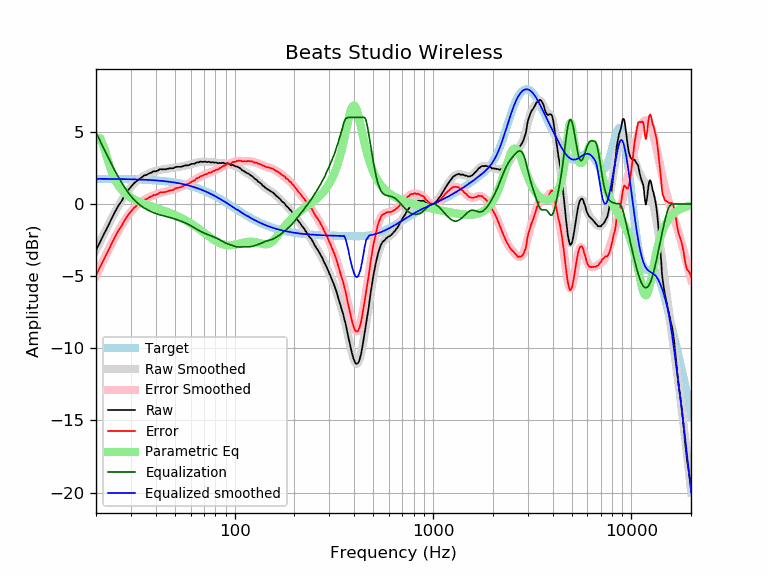 Beats Studio Wireless
5
0
−5
−10
−15
−20
Amplitude (dBr)
Target
Raw Smoothed
Error Smoothed
Raw
Error
Parametric Eq
Equalization
Equalized smoothed
100
1000
10000
Frequency (Hz)